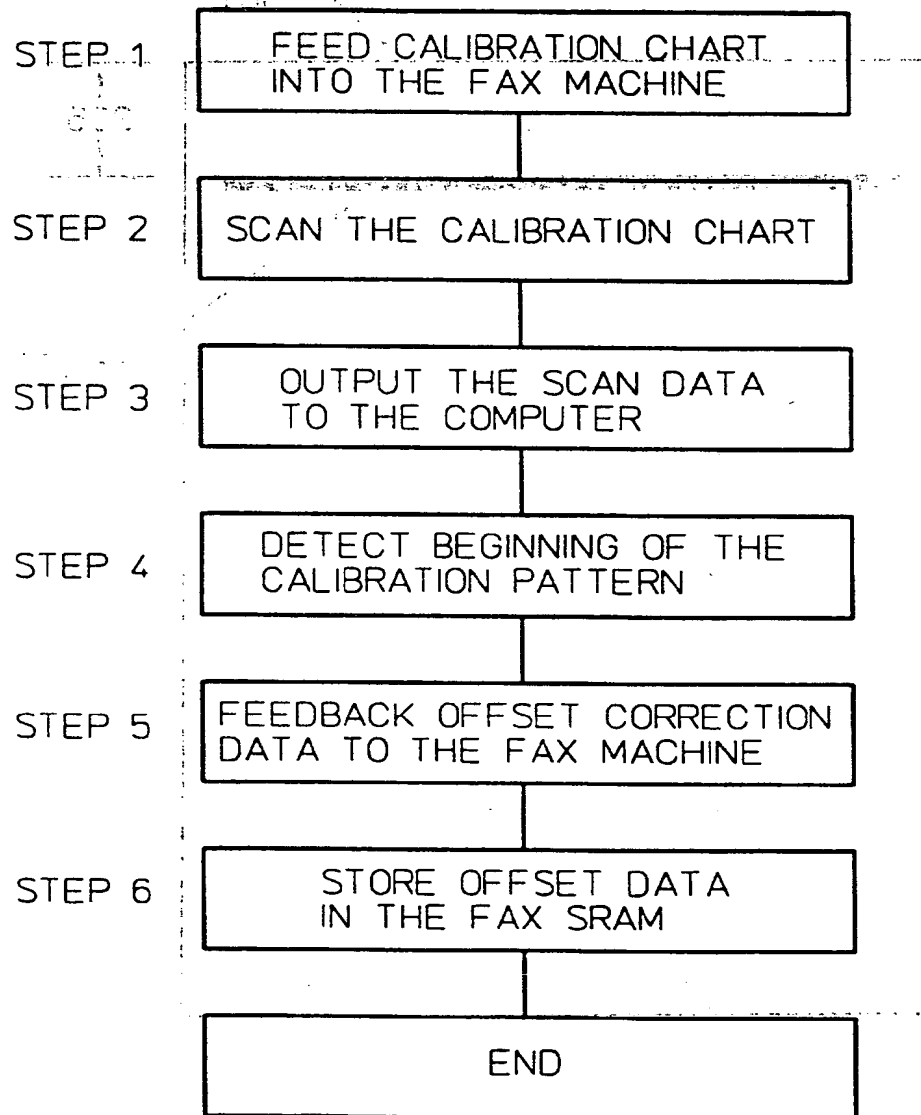 STEP 1
FEED CALIBRATION CHART
INTO THE FAX MACHINE
STEP 2
SCAN THE CALIBRATION CHART
STEP 3
OUTPUT THE SCAN DATA
TO THE COMPUTER
STEP 4
DETECT BEGINNING OF THE
CALIBRATION PATTERN
STEP 5
FEEDBACK OFFSET CORRECTION
DATA TO THE FAX MACHINE
STEP 6
STORE OFFSET DATA
IN THE FAX SRAM
END